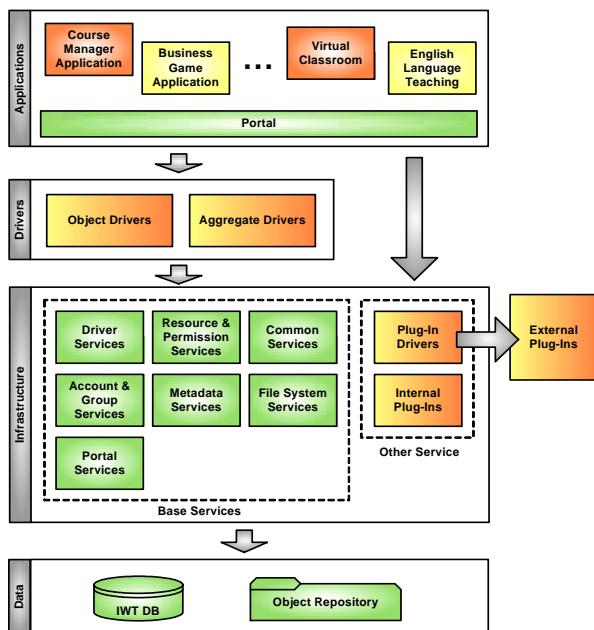 Applications
Course
Manager
Application
Business
Game
Application
...
Virtual
Classroom
English
Language
Teaching
Portal
Drivers
Object Drivers
Aggregate Drivers
Infrastructure
Driver
Services
Resource &
Permission
Services
Common
Services
Account &
Group
Services
Metadata
Services
File System
Services
Portal
Services
Base Services
Plug-In
Drivers
Internal
Plug-Ins
Other Service
External
Plug-Ins
Data
IWT DB
Object Repository